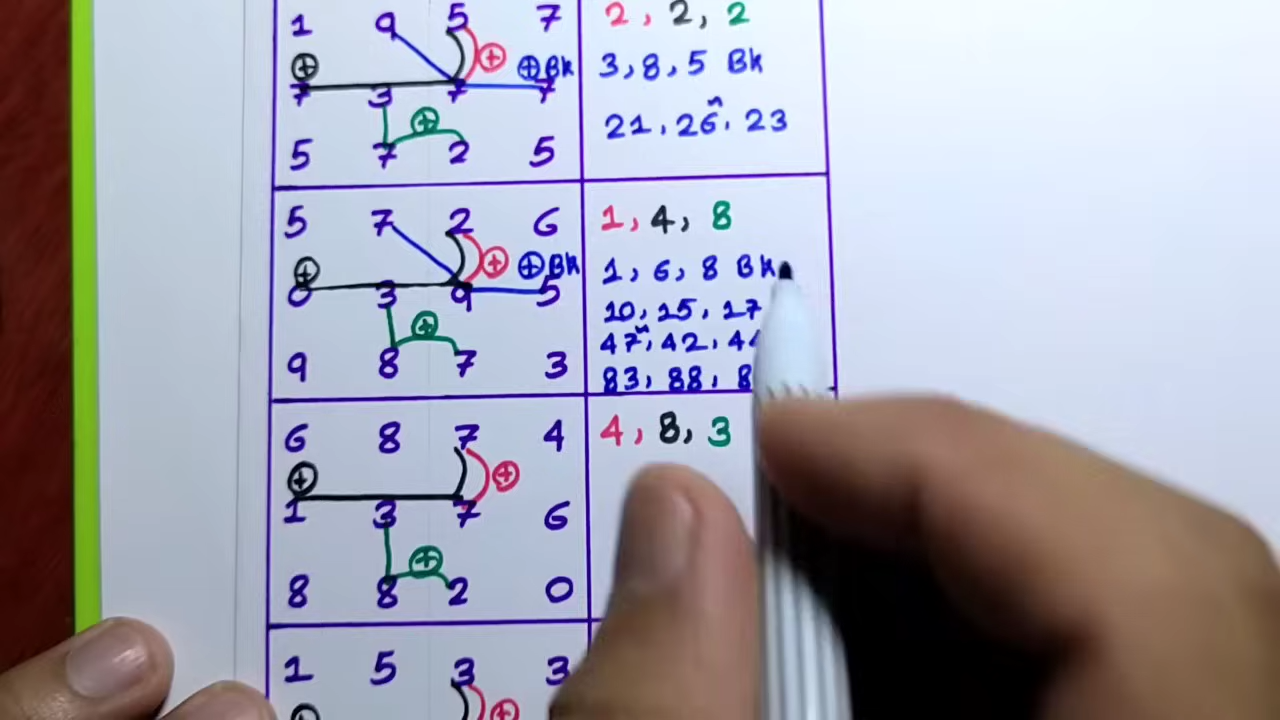 1 9 5 7
2, 2, 2
⊕ ⊕ ⊕Bk
3, 8, 5 Bk
7 3 7 7
⊕
21, 26, 23
5 7 2 5
5 7 2 6
1, 4, 8
⊕ ⊕ ⊕Bk
1, 6, 8 Bk
0 3 9 5
10, 15, 17
⊕
47, 42, 4
9 8 7 3
83, 88, 8
6 8 7 4
4, 8, 3
⊕ ⊕
1 3 7 6
⊕
8 8 2 0
1 5 3 3